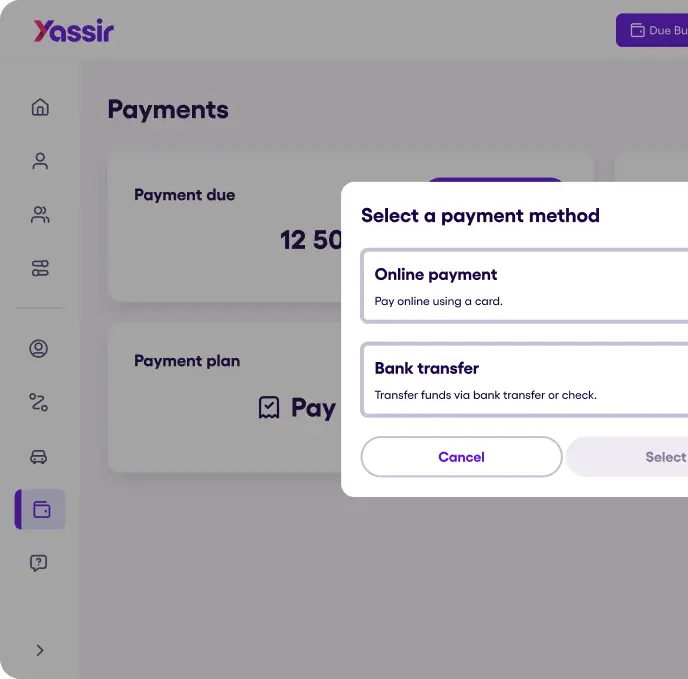 Yassir
Due Bu
Payments
Payment due
12 50
Select a payment method
Online payment
Pay online using a card.
Payment plan
Pay
Bank transfer
Transfer funds via bank transfer or check.
Cancel
Select